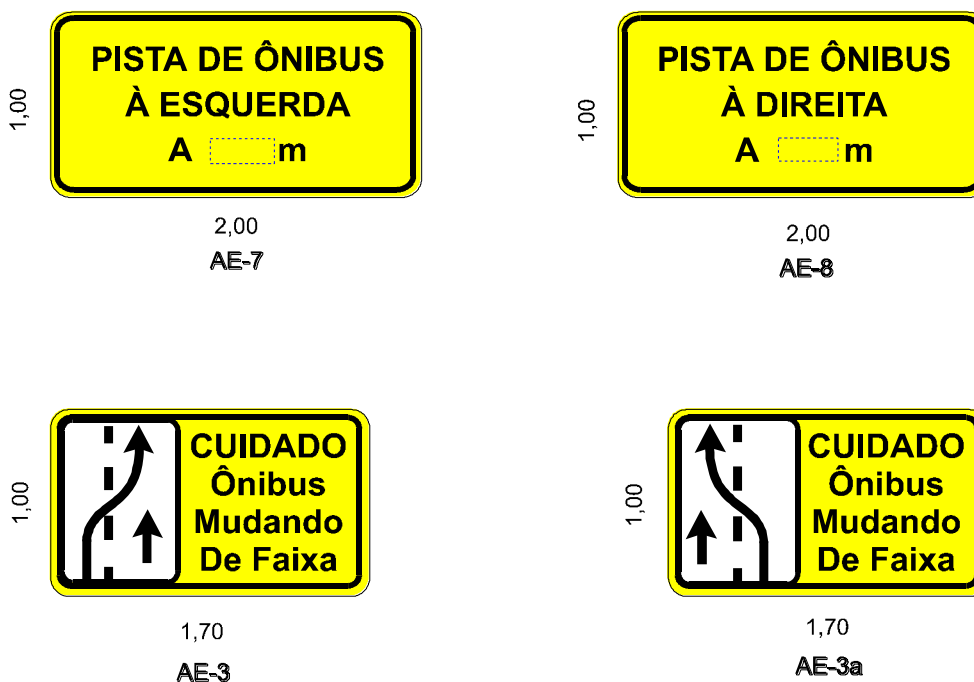 PISTA DE ÔNIBUS
À ESQUERDA
A m
1,00
2,00
AE-7
PISTA DE ÔNIBUS
À DIREITA
A m
1,00
2,00
AE-8
CUIDADO
Ônibus
Mudando
De Faixa
1,00
1,70
AE-3
CUIDADO
Ônibus
Mudando
De Faixa
1,00
1,70
AE-3a